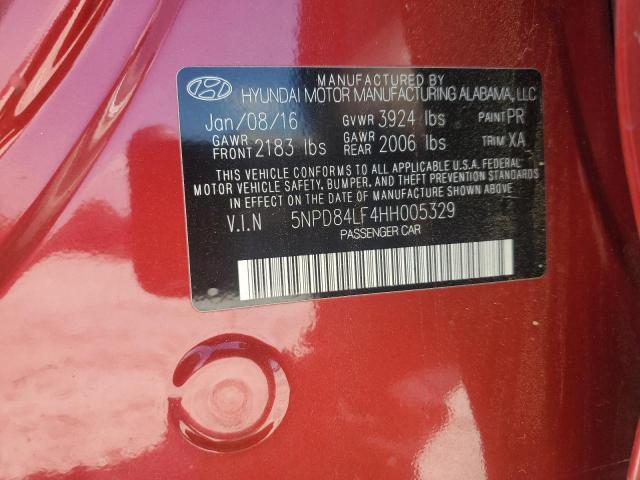 MANUFACTURED BY
HYUNDAI MOTOR MANUFACTURING ALABAMA, LLC
Jan/08/16 GVWR 3924 lbs PAINT PR
GAWR FRONT 2183 lbs GAWR REAR 2006 lbs TRIM XA
THIS VEHICLE CONFORMS TO ALL APPLICABLE U.S.A. FEDERAL
MOTOR VEHICLE SAFETY, BUMPER, AND THEFT PREVENTION STANDARDS
IN EFFECT ON THE DATE OF MANUFACTURE SHOWN ABOVE.
V.I.N 5NPD84LF4HH005329
PASSENGER CAR